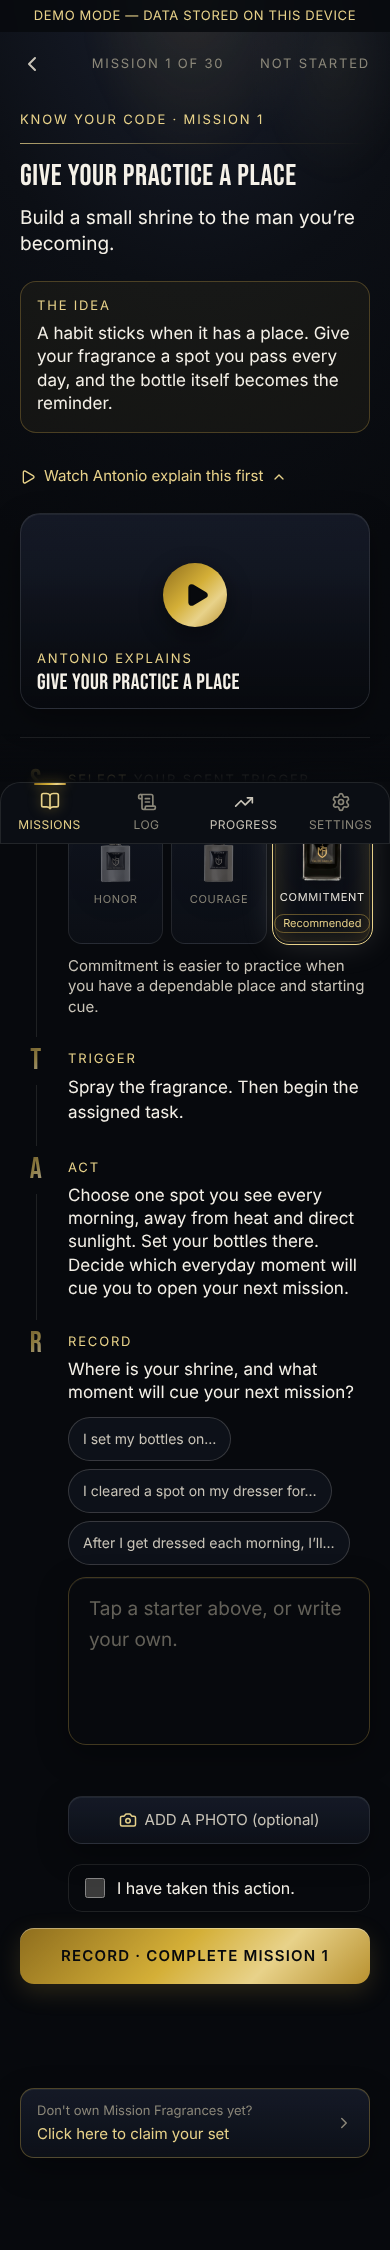 DEMO MODE — DATA STORED ON THIS DEVICE
MISSION 1 OF 30 NOT STARTED
KNOW YOUR CODE · MISSION 1
GIVE YOUR PRACTICE A PLACE
Build a small shrine to the man you’re
becoming.
THE IDEA
A habit sticks when it has a place. Give
your fragrance a spot you pass every
day, and the bottle itself becomes the
reminder.
Watch Antonio explain this first
ANTONIO EXPLAINS
GIVE YOUR PRACTICE A PLACE
S SELECT YOUR SCENT TRIGGER
MISSIONS LOG PROGRESS SETTINGS
HONOR COURAGE COMMITMENT
Recommended
Commitment is easier to practice when
you have a dependable place and starting
cue.
T TRIGGER
Spray the fragrance. Then begin the
assigned task.
A ACT
Choose one spot you see every
morning, away from heat and direct
sunlight. Set your bottles there.
Decide which everyday moment will
cue you to open your next mission.
R RECORD
Where is your shrine, and what
moment will cue your next mission?
I set my bottles on…
I cleared a spot on my dresser for…
After I get dressed each morning, I’ll…
Tap a starter above, or write
your own.
ADD A PHOTO (optional)
I have taken this action.
RECORD · COMPLETE MISSION 1
Don't own Mission Fragrances yet?
Click here to claim your set